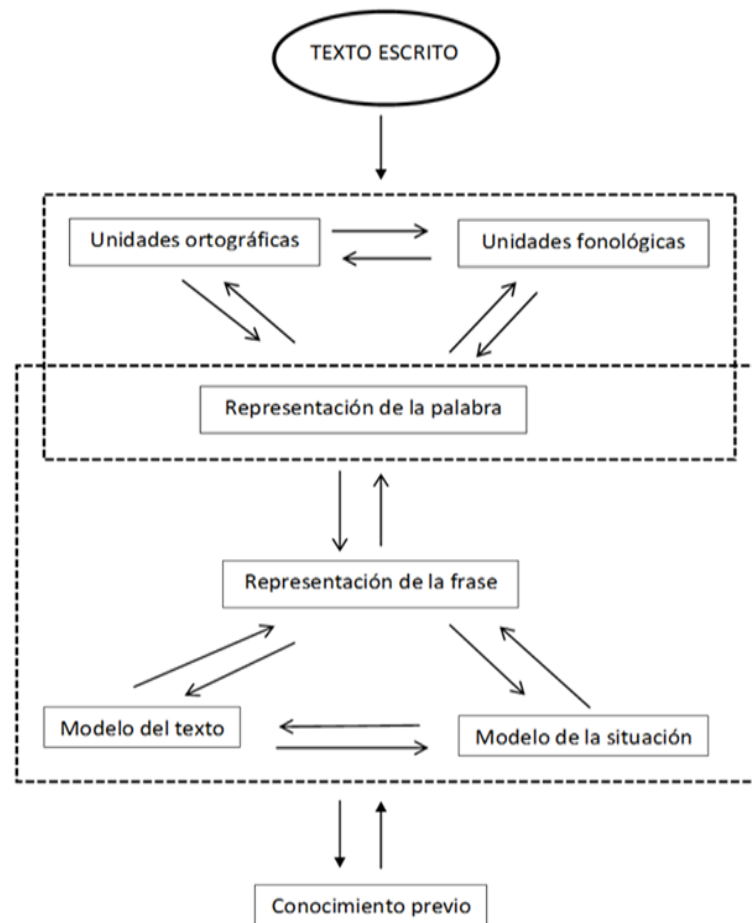 TEXTO ESCRITO
Unidades ortográficas
Unidades fonológicas
Representación de la palabra
Representación de la frase
Modelo del texto
Modelo de la situación
Conocimiento previo